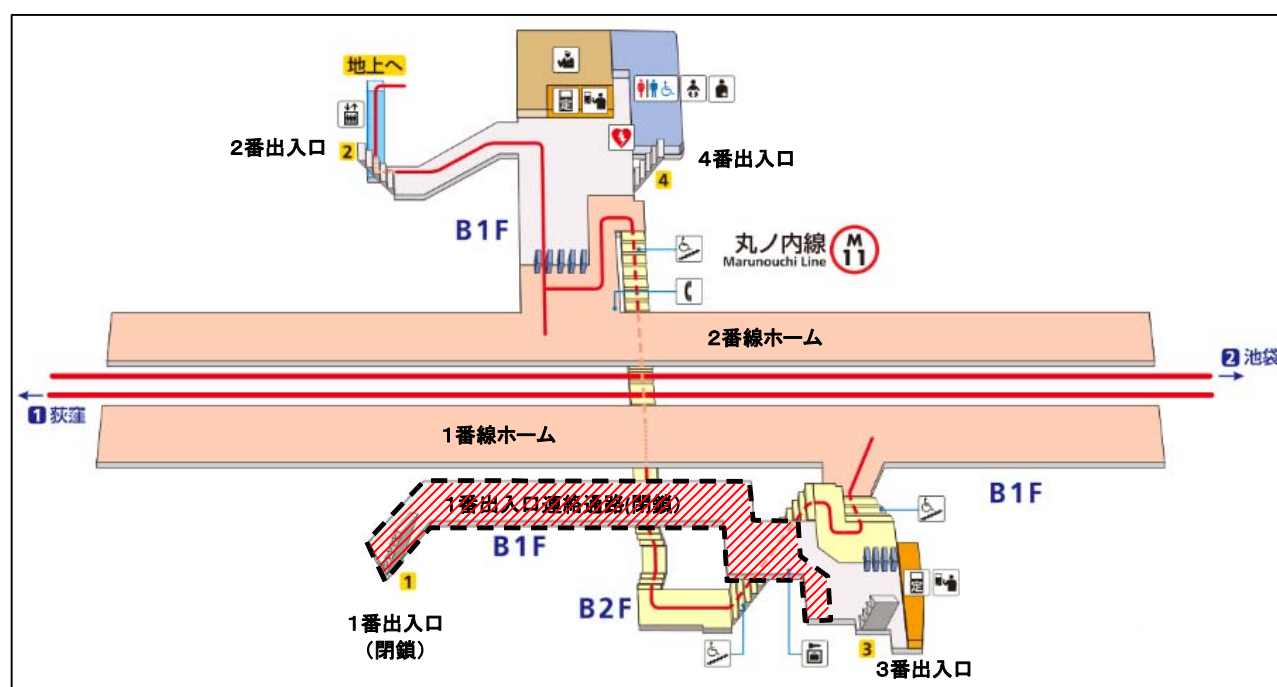 地上へ
2番出入口
2
4番出入口
4
B1F
丸ノ内線
Marunouchi Line
M
11
定
2番線ホーム
2 池袋
1 荻窪
1番線ホーム
B1F
1番出入口連絡通路(閉鎖)
B1F
1
1番出入口
(閉鎖)
B2F
定
3
3番出入口